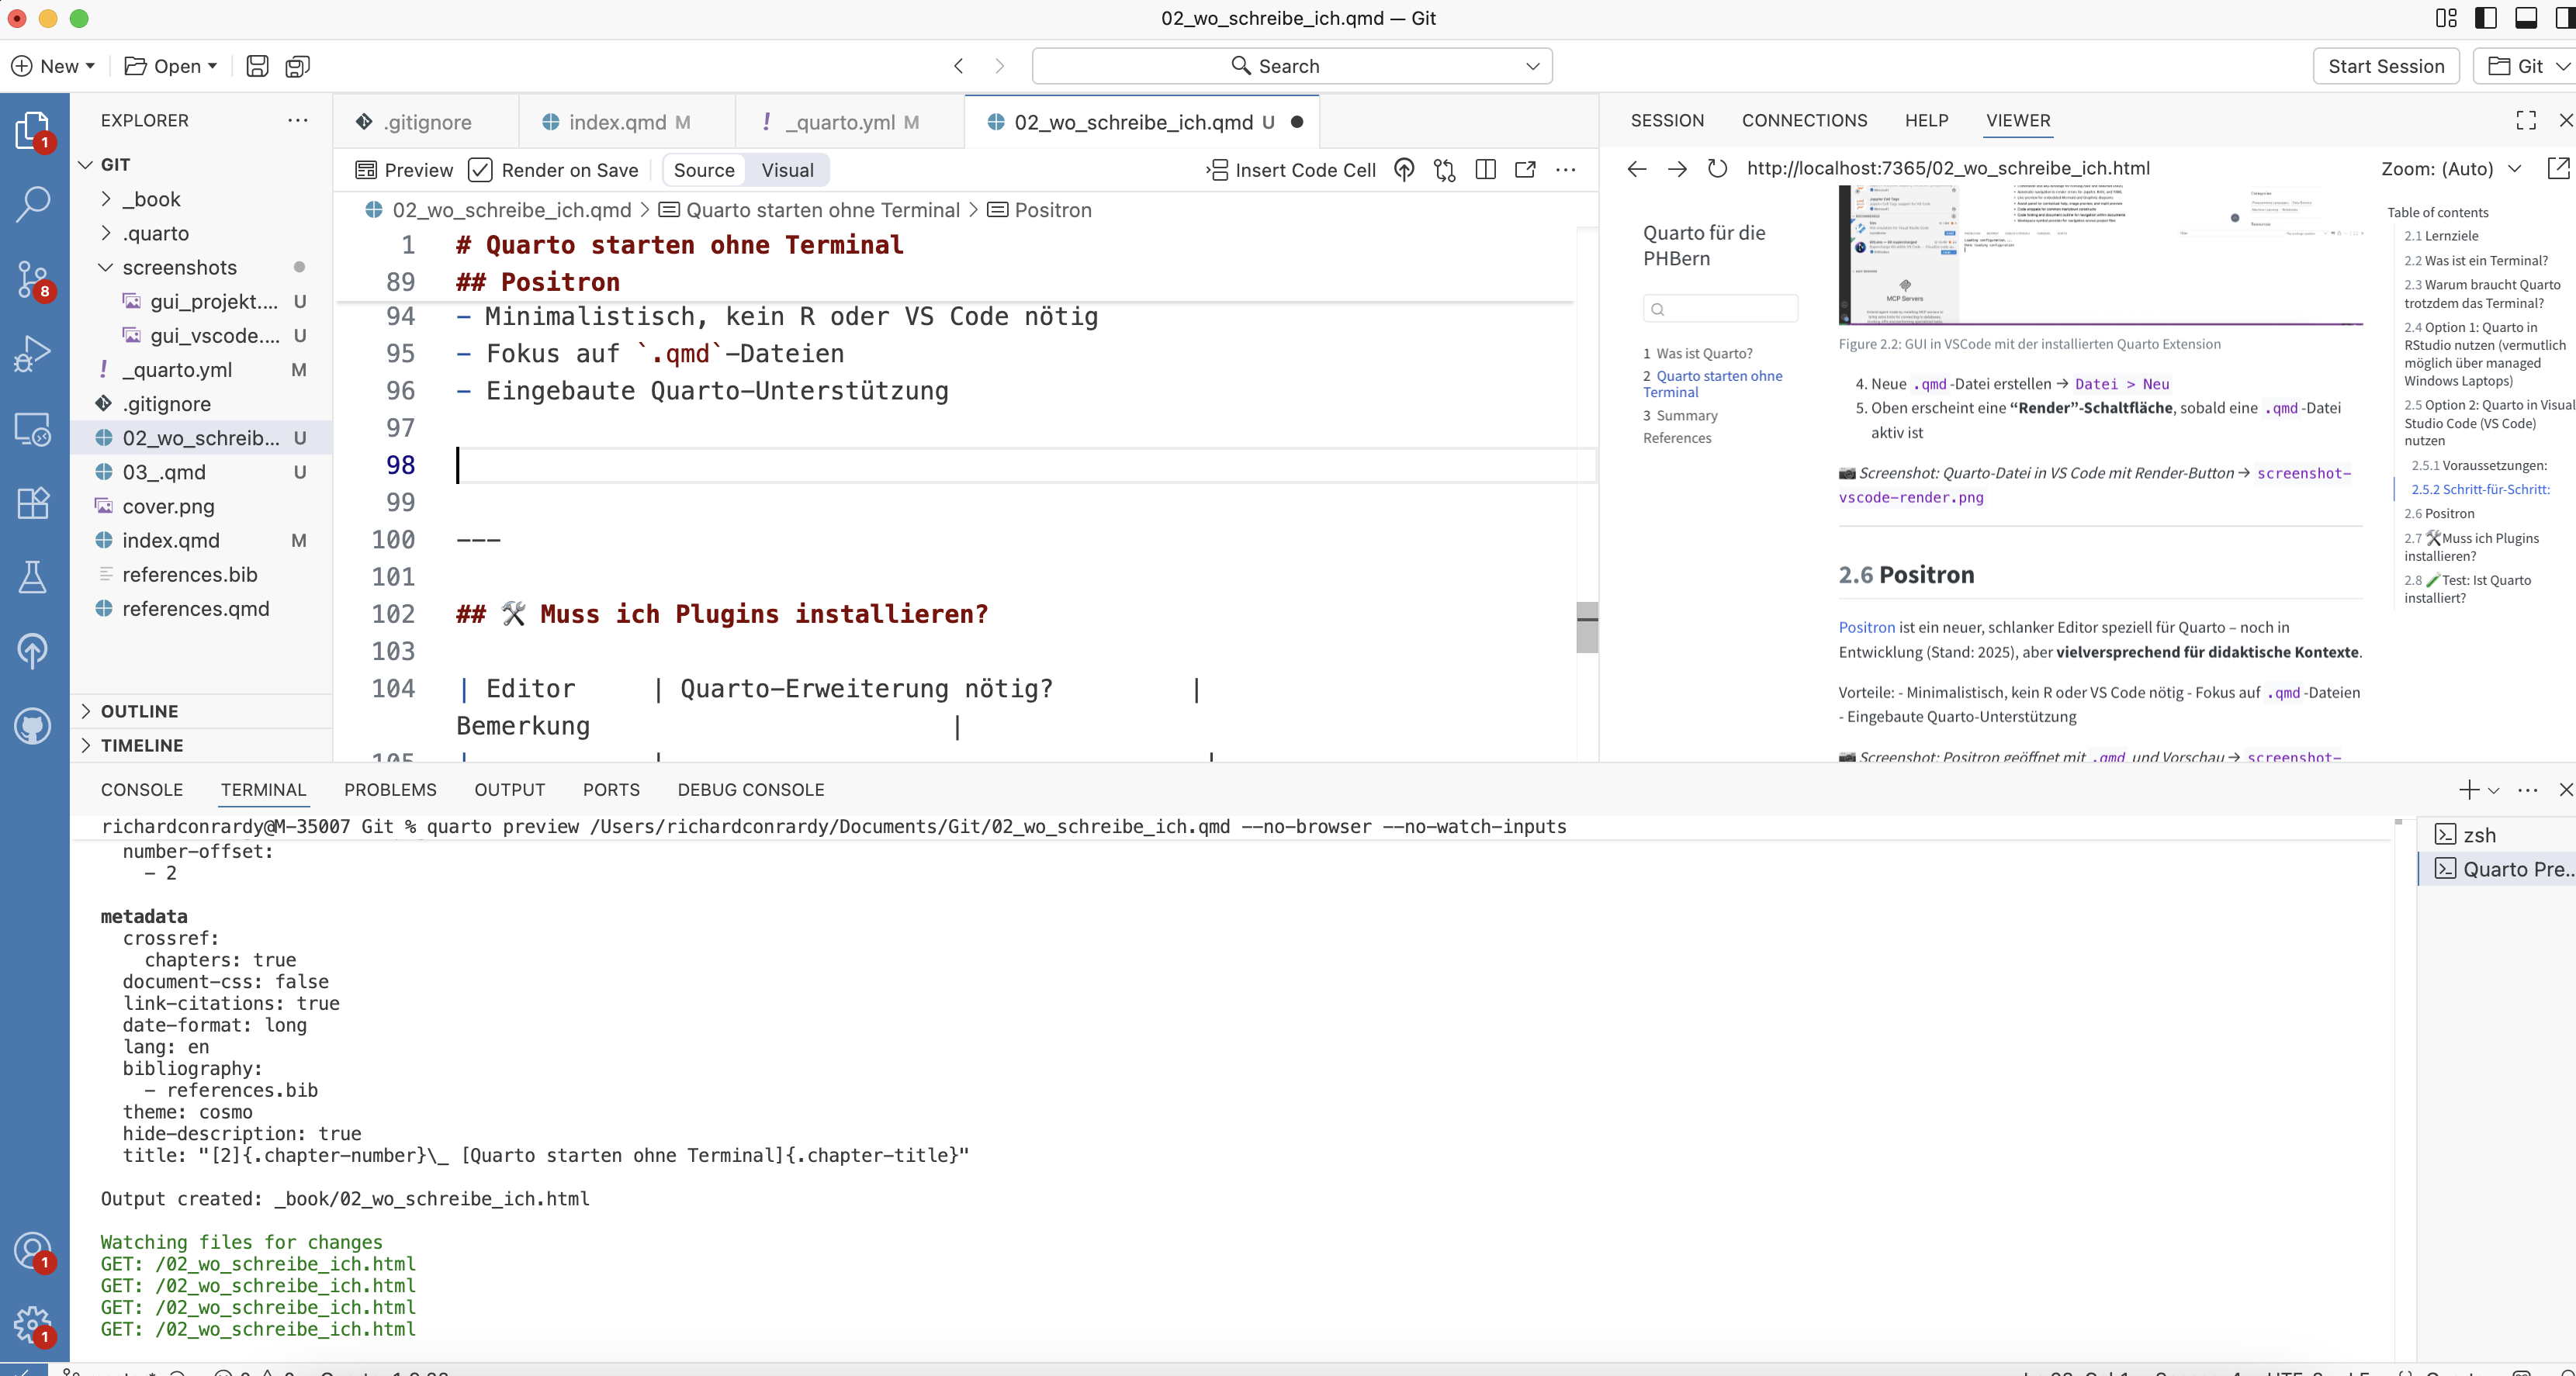 02_wo_schreibe_ich.qmd — Git
New Open Search Start Session Git
EXPLORER
1
GIT
_book
.quarto
screenshots
gui_projekt.... U
gui_vscode.... U
_quarto.yml M
.gitignore
02_wo_schreib... U
03_.qmd U
cover.png
index.qmd M
references.bib
references.qmd
OUTLINE
TIMELINE
8
1
1
.gitignore index.qmd M _quarto.yml M 02_wo_schreibe_ich.qmd U
Preview Render on Save Source Visual Insert Code Cell
02_wo_schreibe_ich.qmd > Quarto starten ohne Terminal > Positron
1 # Quarto starten ohne Terminal
89 ## Positron
94 - Minimalistisch, kein R oder VS Code nötig
95 - Fokus auf `.qmd`-Dateien
96 - Eingebaute Quarto-Unterstützung
97
98
99
100 ---
101
102 ## 🛠 Muss ich Plugins installieren?
103
104 | Editor | Quarto-Erweiterung nötig? |
Bemerkung |
105 | | |
SESSION CONNECTIONS HELP VIEWER
http://localhost:7365/02_wo_schreibe_ich.html Zoom: (Auto)
Quarto für die
PHBern
1 Was ist Quarto?
2 Quarto starten ohne
Terminal
3 Summary
References
MCP Servers
Figure 2.2: GUI in VSCode mit der installierten Quarto Extension
4. Neue .qmd-Datei erstellen → Datei > Neu
5. Oben erscheint eine “Render”-Schaltfläche, sobald eine .qmd-Datei
aktiv ist
📷 Screenshot: Quarto-Datei in VS Code mit Render-Button → screenshot-
vscode-render.png
2.6 Positron
Positron ist ein neuer, schlanker Editor speziell für Quarto – noch in
Entwicklung (Stand: 2025), aber vielversprechend für didaktische Kontexte.
Vorteile: - Minimalistisch, kein R oder VS Code nötig - Fokus auf .qmd-Dateien
- Eingebaute Quarto-Unterstützung
📷 Screenshot: Positron geöffnet mit .qmd und Vorschau → screenshot-
Table of contents
2.1 Lernziele
2.2 Was ist ein Terminal?
2.3 Warum braucht Quarto
trotzdem das Terminal?
2.4 Option 1: Quarto in
RStudio nutzen (vermutlich
möglich über managed
Windows Laptops)
2.5 Option 2: Quarto in Visual
Studio Code (VS Code)
nutzen
2.5.1 Voraussetzungen:
2.5.2 Schritt-für-Schritt:
2.6 Positron
2.7 🛠Muss ich Plugins
installieren?
2.8 🧪Test: Ist Quarto
installiert?
CONSOLE TERMINAL PROBLEMS OUTPUT PORTS DEBUG CONSOLE
richardconrardy@M-35007 Git % quarto preview /Users/richardconrardy/Documents/Git/02_wo_schreibe_ich.qmd --no-browser --no-watch-inputs
number-offset:
- 2
metadata
crossref:
chapters: true
document-css: false
link-citations: true
date-format: long
lang: en
bibliography:
- references.bib
theme: cosmo
hide-description: true
title: "[2]{.chapter-number}\_ [Quarto starten ohne Terminal]{.chapter-title}"
Output created: _book/02_wo_schreibe_ich.html
Watching files for changes
GET: /02_wo_schreibe_ich.html
GET: /02_wo_schreibe_ich.html
GET: /02_wo_schreibe_ich.html
GET: /02_wo_schreibe_ich.html
zsh
Quarto Pre...